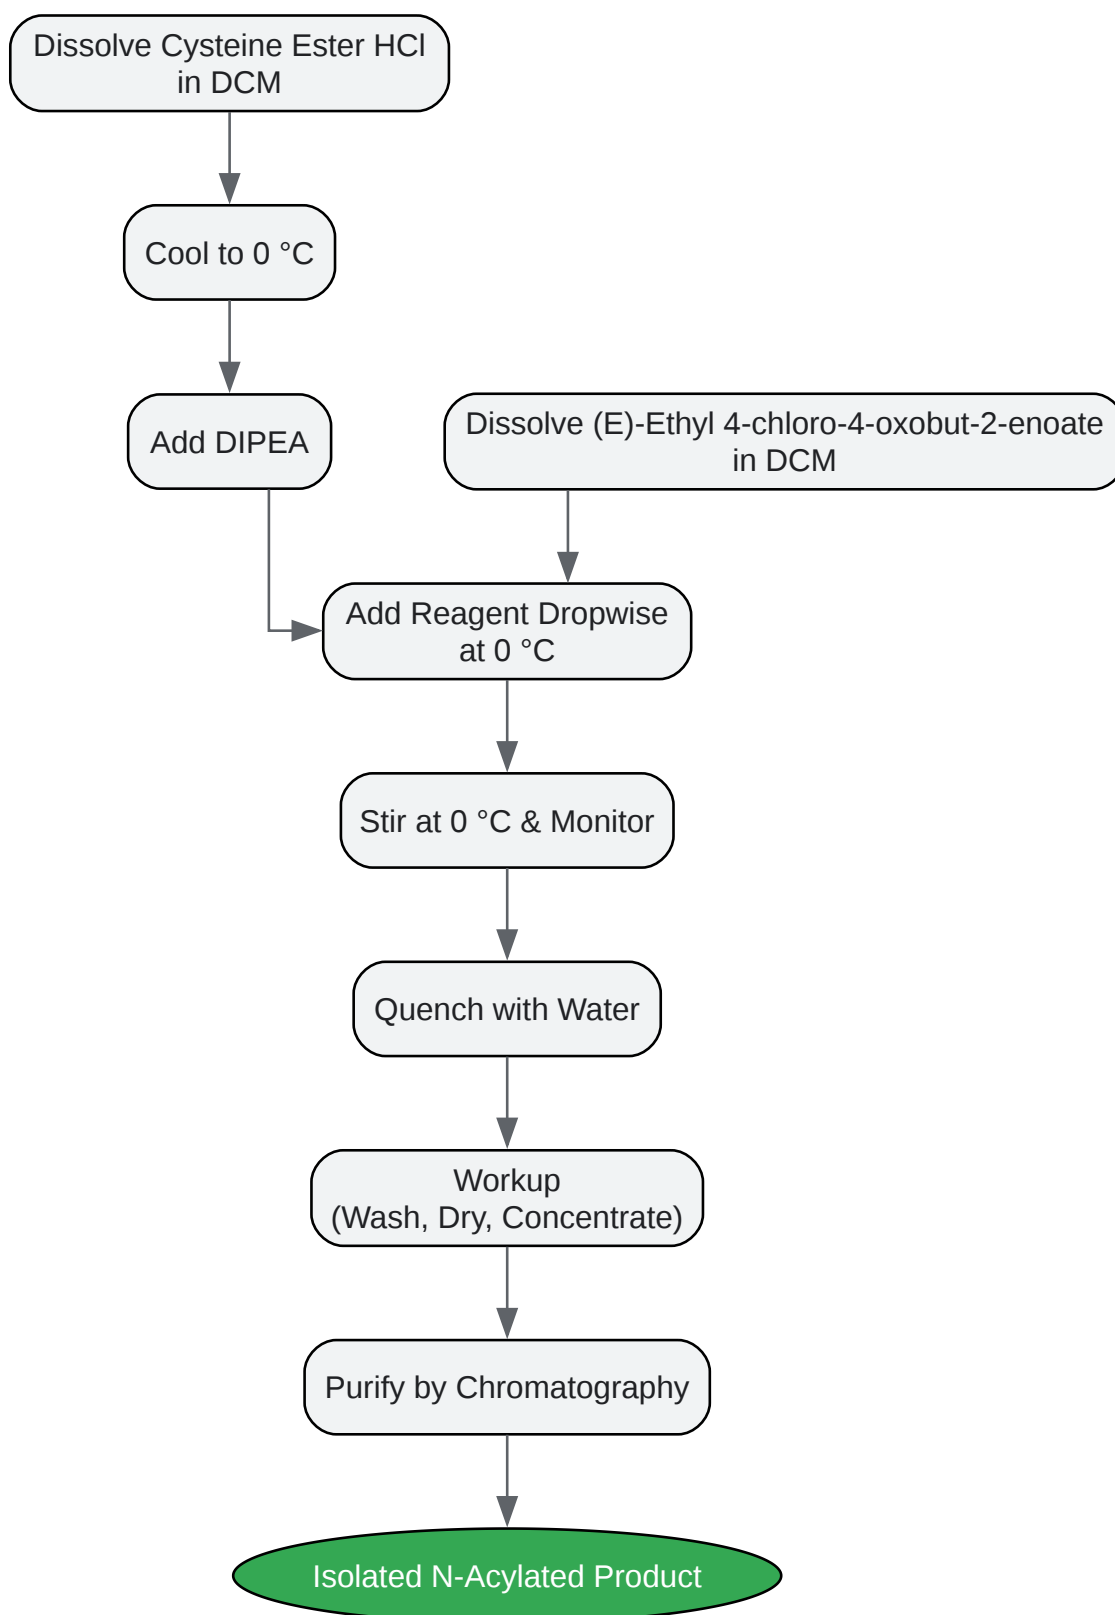 Dissolve Cysteine Ester HCl
in DCM
Cool to 0 °C
Add DIPEA
Dissolve (E)-Ethyl 4-chloro-4-oxobut-2-enoate
in DCM
Add Reagent Dropwise
at 0 °C
Stir at 0 °C & Monitor
Quench with Water
Workup
(Wash, Dry, Concentrate)
Purify by Chromatography
Isolated N-Acylated Product